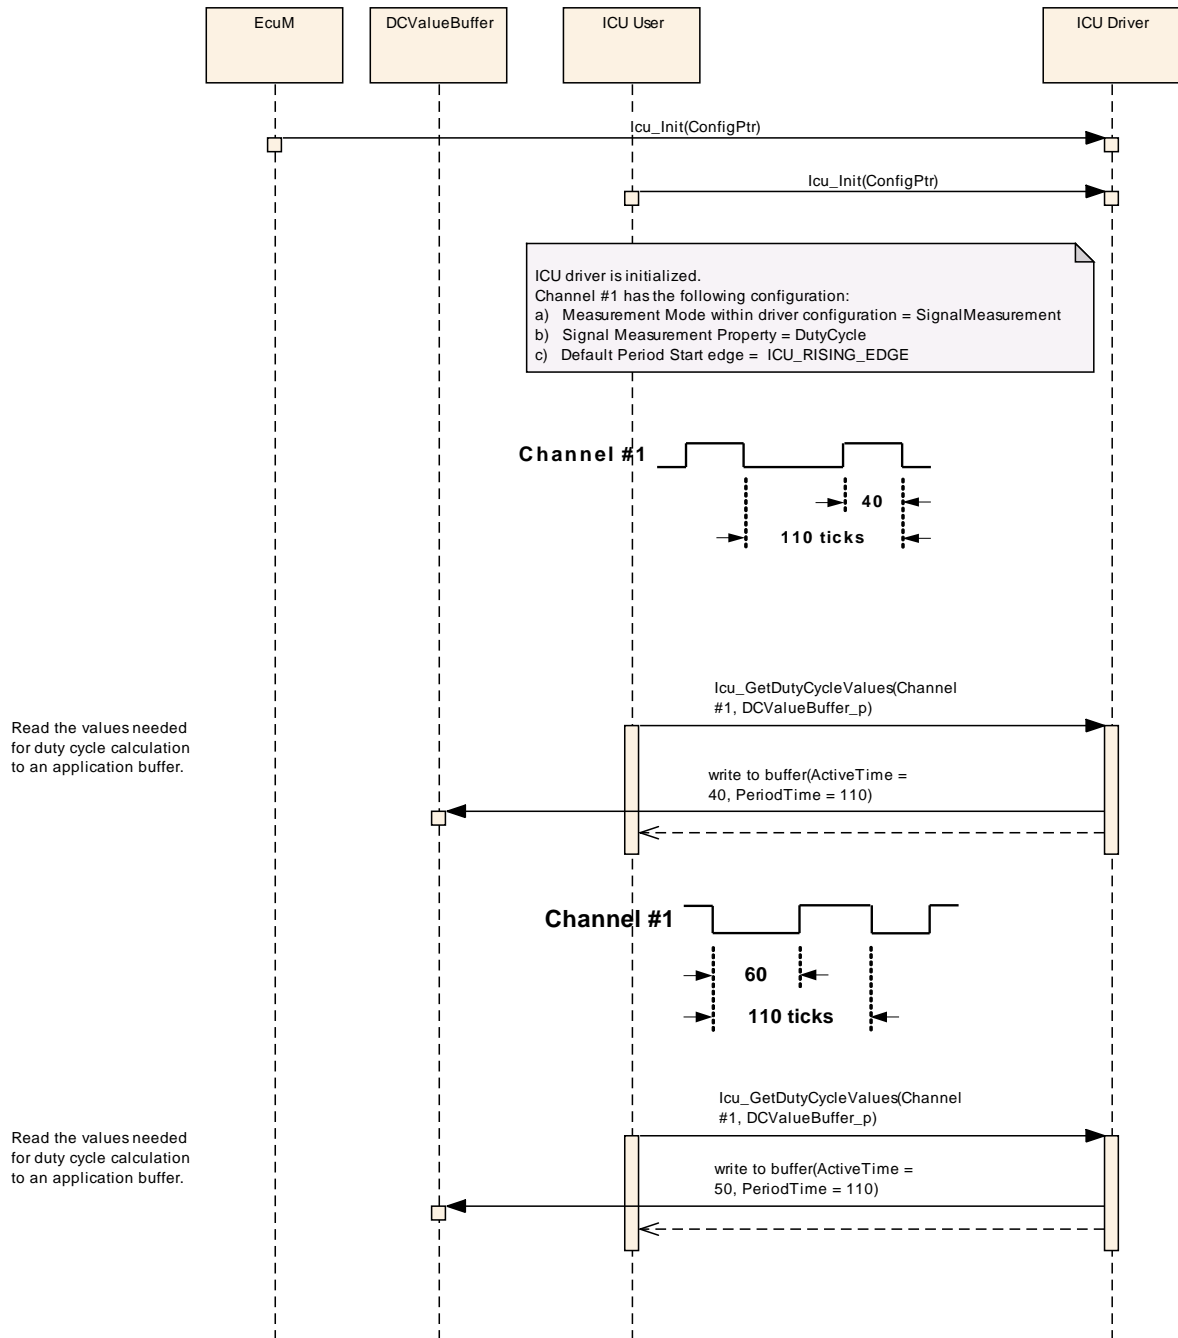 EcuM
DCValueBuffer
ICU User
ICU Driver
Icu_Init(ConfigPtr)
Icu_Init(ConfigPtr)
ICU driver is initialized.
Channel #1 has the following configuration:
a) Measurement Mode within driver configuration = SignalMeasurement
b) Signal Measurement Property = DutyCycle
c) Default Period Start edge = ICU_RISING_EDGE
Channel #1
40
110 ticks
Icu_GetDutyCycleValues(Channel
#1, DCValueBuffer_p)
Read the values needed
for duty cycle calculation
to an application buffer.
write to buffer(ActiveTime =
40, PeriodTime = 110)
Channel #1
60
110 ticks
Icu_GetDutyCycleValues(Channel
#1, DCValueBuffer_p)
Read the values needed
for duty cycle calculation
to an application buffer.
write to buffer(ActiveTime =
50, PeriodTime = 110)